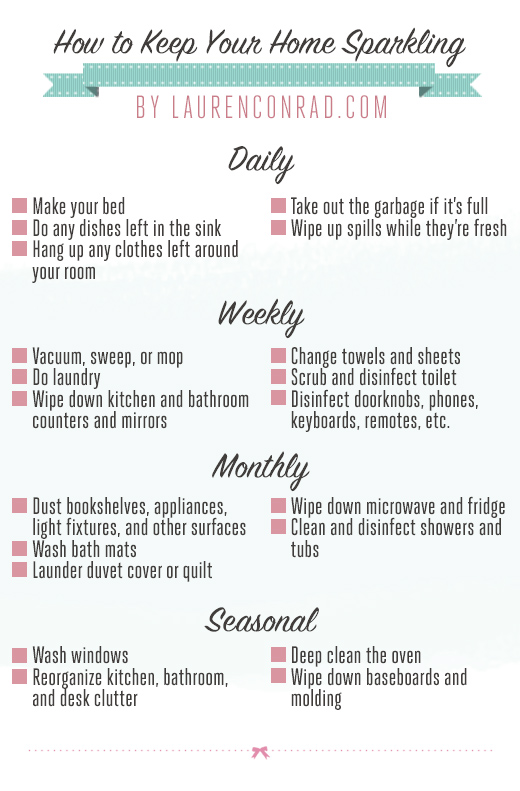 How to Keep Your Home Sparkling
BY LAURENCONRAD.COM
Daily
Make your bed
Do any dishes left in the sink
Hang up any clothes left around
your room
Take out the garbage if it's full
Wipe up spills while they're fresh
Weekly
Vacuum, sweep, or mop
Do laundry
Wipe down kitchen and bathroom
counters and mirrors
Change towels and sheets
Scrub and disinfect toilet
Disinfect doorknobs, phones,
keyboards, remotes, etc.
Monthly
Dust bookshelves, appliances,
light fixtures, and other surfaces
Wash bath mats
Launder duvet cover or quilt
Wipe down microwave and fridge
Clean and disinfect showers and
tubs
Seasonal
Wash windows
Reorganize kitchen, bathroom,
and desk clutter
Deep clean the oven
Wipe down baseboards and
molding